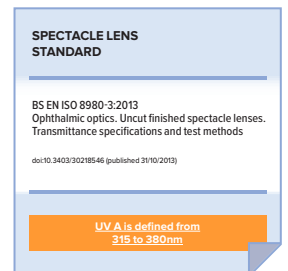 SPECTACLE LENS
STANDARD
BS EN ISO 8980-3:2013
Ophthalmic optics. Uncut finished spectacle lenses.
Transmittance specifications and test methods
doi:10.3403/30218546 (published 31/10/2013)
UV A is defined from
315 to 380nm